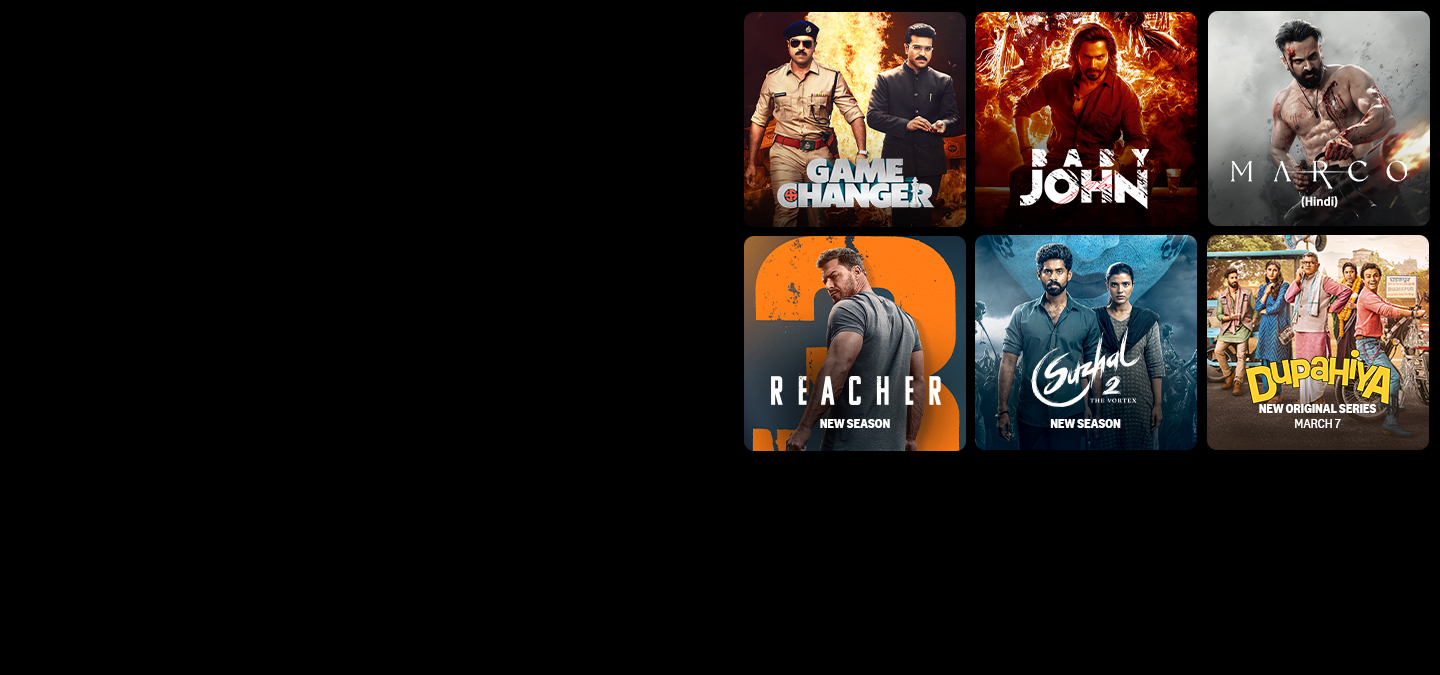 GAME
CHANGER
BABY
JOHN
MARCO
(Hindi)
REACHER
NEW SEASON
Suzhal
2
THE VORTEX
NEW SEASON
DUPAHIYA
NEW ORIGINAL SERIES
MARCH 7